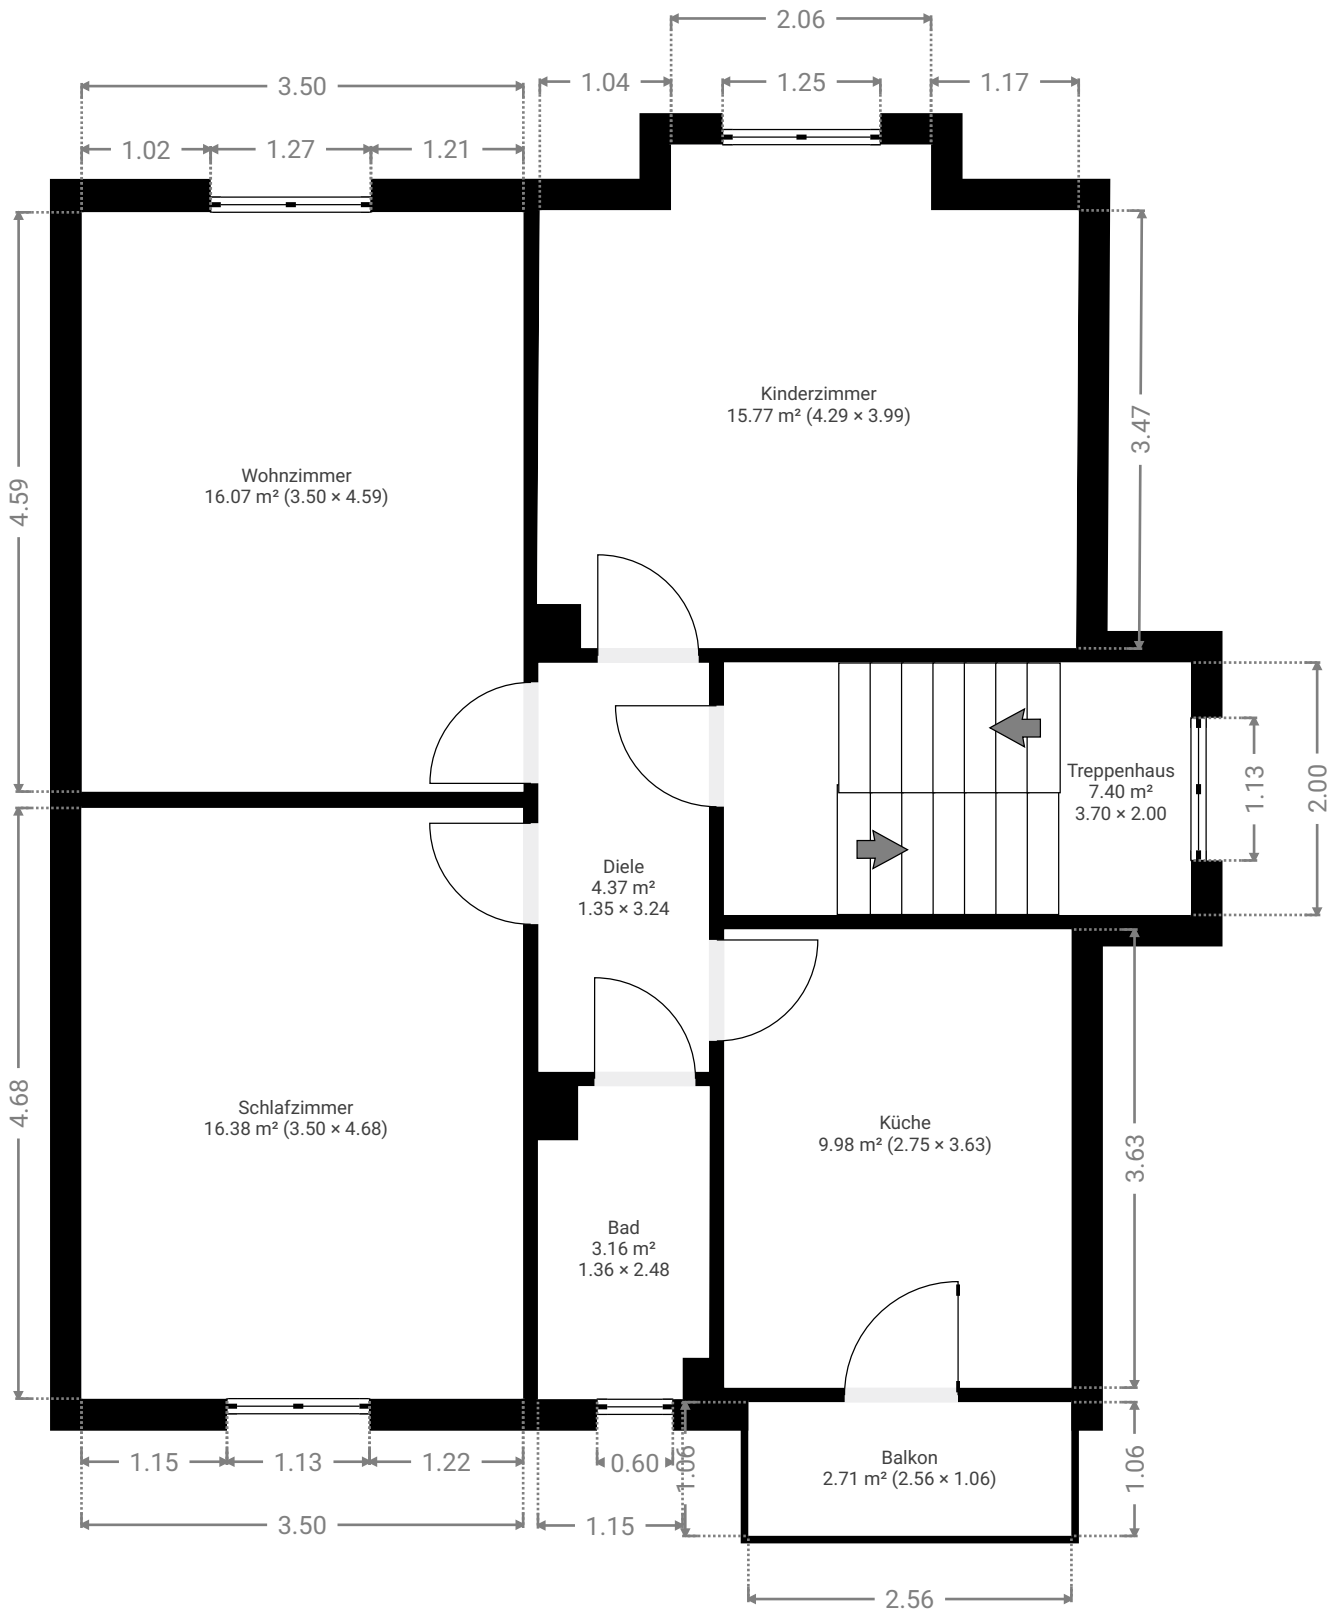 2.06
3.50
1.04
1.25
1.17
1.02
1.27
1.21
Kinderzimmer
15.77 m² (4.29 × 3.99)
3.47
Wohnzimmer
16.07 m² (3.50 × 4.59)
4.59
Treppenhaus
7.40 m²
3.70 × 2.00
1.13
2.00
Diele
4.37 m²
1.35 × 3.24
4.68
Schlafzimmer
16.38 m² (3.50 × 4.68)
Küche
9.98 m² (2.75 × 3.63)
3.63
Bad
3.16 m²
1.36 × 2.48
1.15
1.13
1.22
0.60
1.06
Balkon
2.71 m² (2.56 × 1.06)
1.06
3.50
1.15
2.56